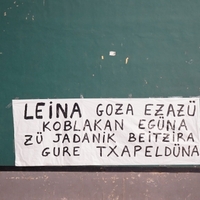 LEINA GOZA EZAZÜ
KOBLAKAN EGÜNA
ZÜ JADANIK BEITZIRA
GURE TXAPELDÜNA